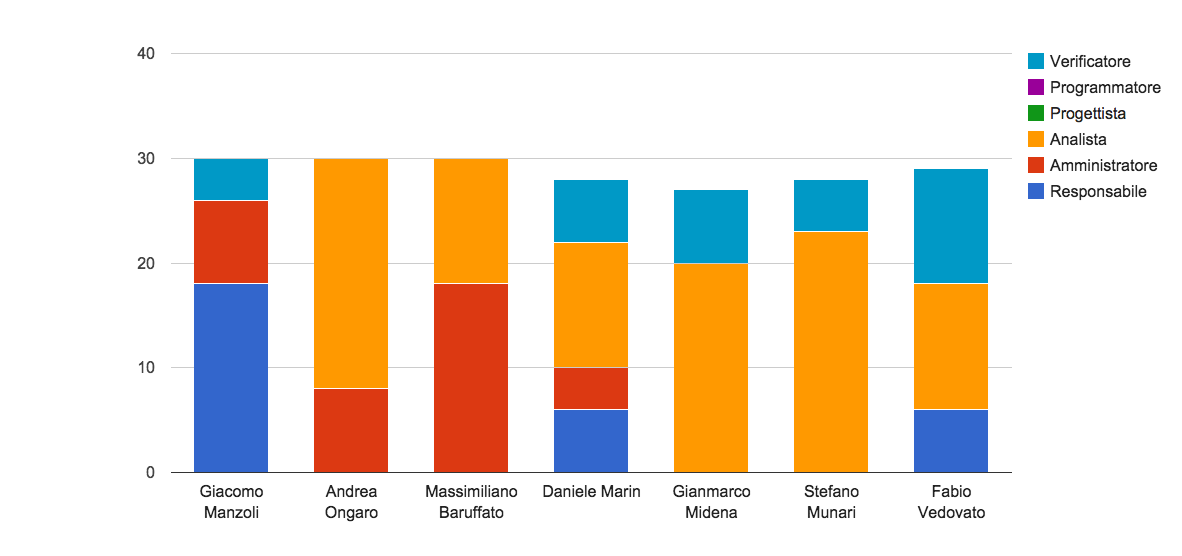 40
30
20
10
0
Giacomo
Manzoli
Andrea
Ongaro
Massimiliano
Baruffato
Daniele Marin
Gianmarco
Midena
Stefano
Munari
Fabio
Vedovato
Verificatore
Programmatore
Progettista
Analista
Amministratore
Responsabile